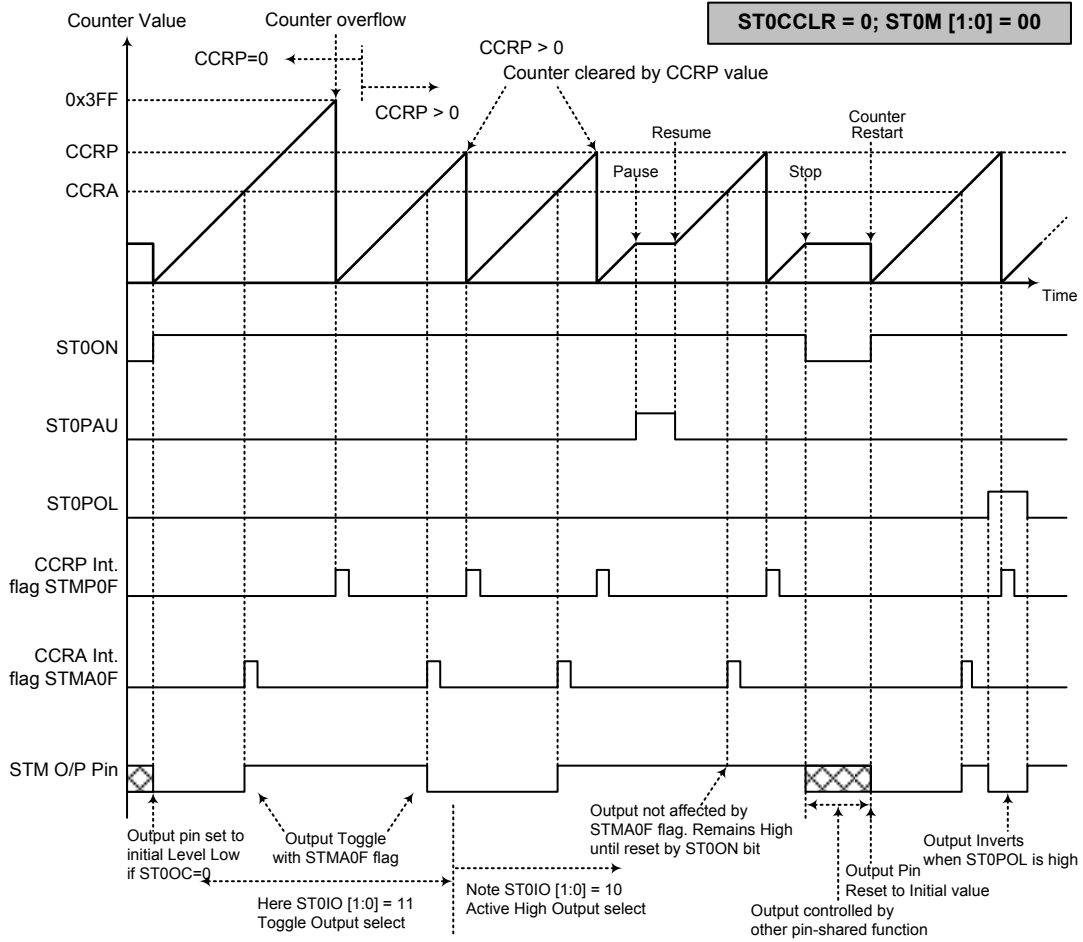 Counter Value
Counter overflow
ST0CCLR = 0; ST0M [1:0] = 00
CCRP=0
CCRP > 0
CCRP > 0
Counter cleared by CCRP value
0x3FF
CCRP
CCRA
Pause
Resume
Stop
Counter
Restart
Time
ST0ON
ST0PAU
ST0POL
CCRP Int.
flag STMP0F
CCRA Int.
flag STMA0F
STM O/P Pin
Output pin set to
initial Level Low
if ST0OC=0
Output Toggle
with STMA0F flag
Here ST0IO [1:0] = 11
Toggle Output select
Note ST0IO [1:0] = 10
Active High Output select
Output not affected by
STMA0F flag. Remains High
until reset by ST0ON bit
Output controlled by
other pin-shared function
Output Pin
Reset to Initial value
Output Inverts
when ST0POL is high